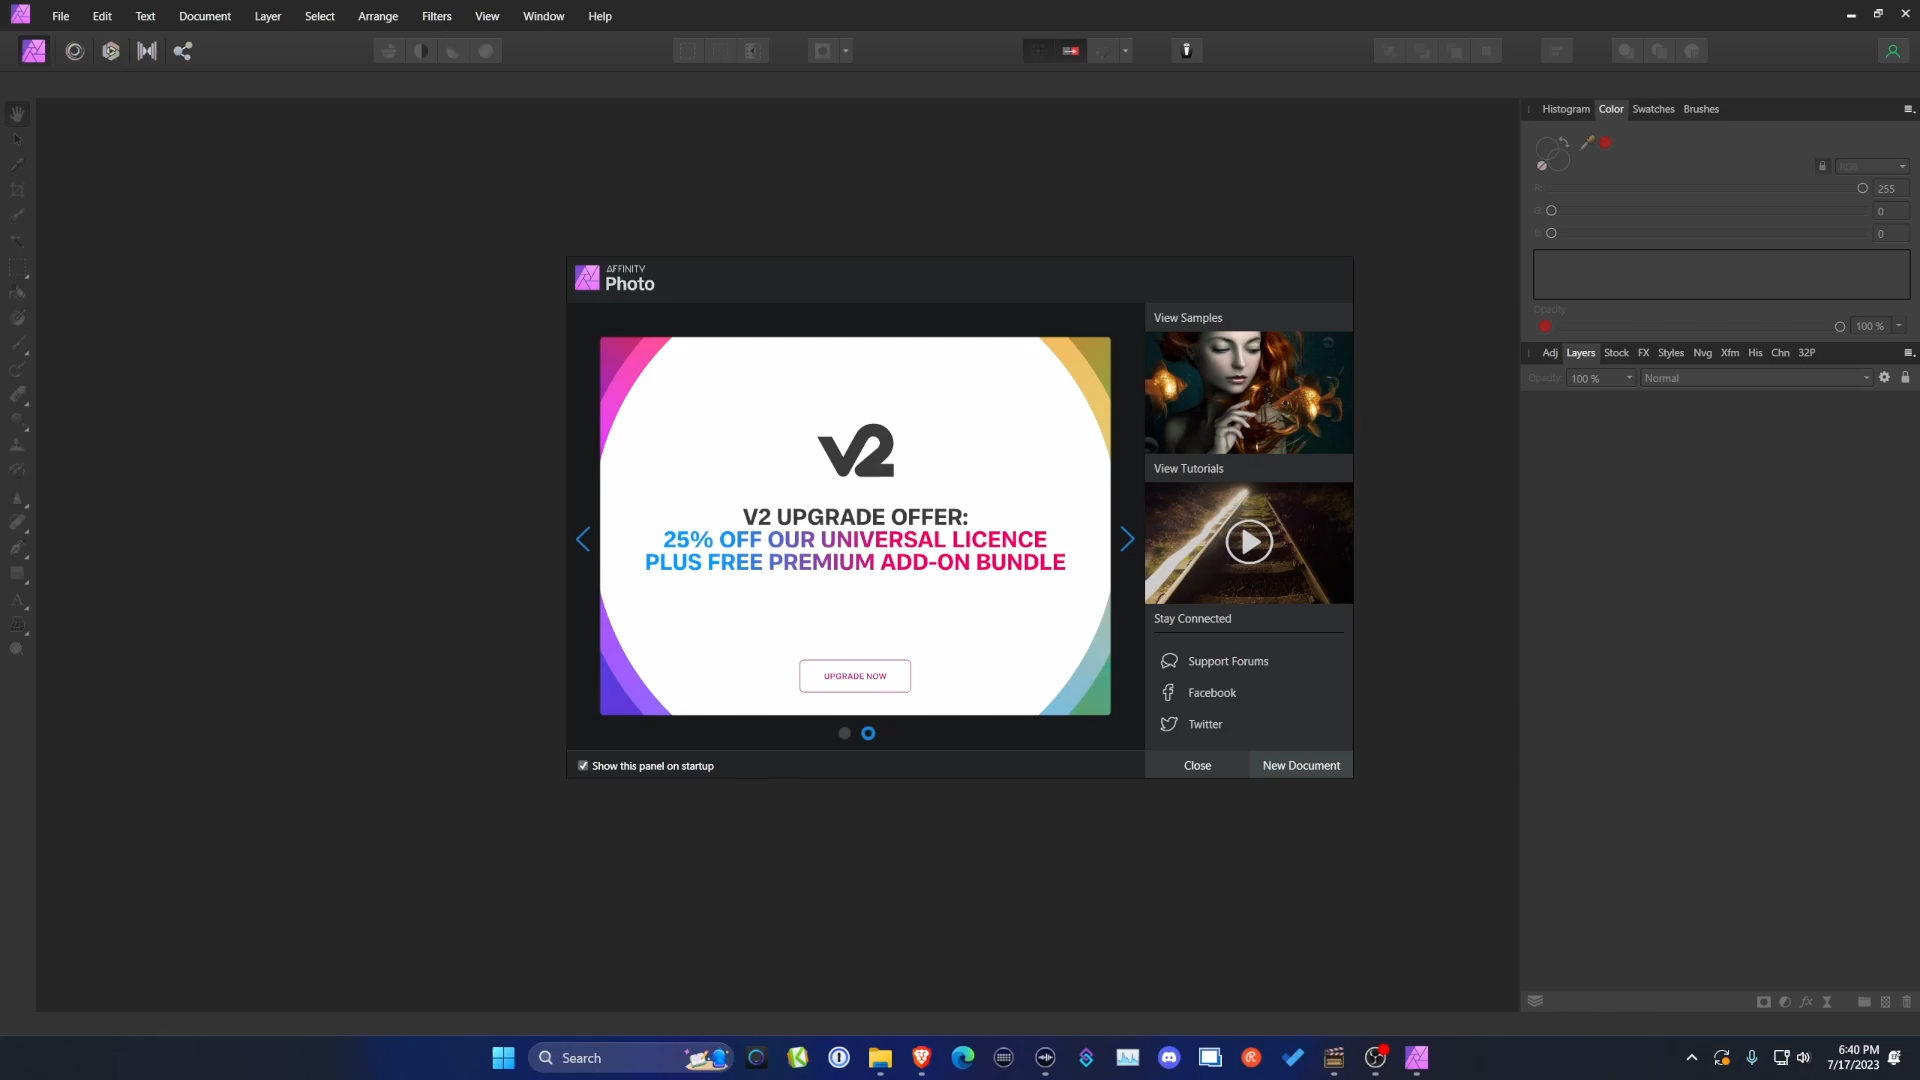 File Edit Text Document Layer Select Arrange Filters View Window Help
Histogram Color Swatches Brushes
RGB
R: 255
G: 0
B: 0
Opacity
100 %
Adj Layers Stock FX Styles Nvg Xfm His Chn 32P
Opacity: 100 % Normal
AFFINITY
Photo
V2
V2 UPGRADE OFFER:
25% OFF OUR UNIVERSAL LICENCE
PLUS FREE PREMIUM ADD-ON BUNDLE
UPGRADE NOW
View Samples
View Tutorials
Stay Connected
Support Forums
Facebook
Twitter
Show this panel on startup
Close New Document
Search
6:40 PM
7/17/2023